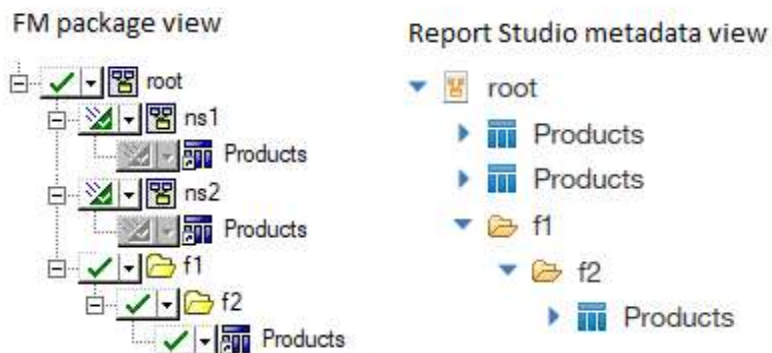 FM package view
root
ns1
Products
ns2
Products
f1
f2
Products
Report Studio metadata view
root
Products
Products
f1
f2
Products